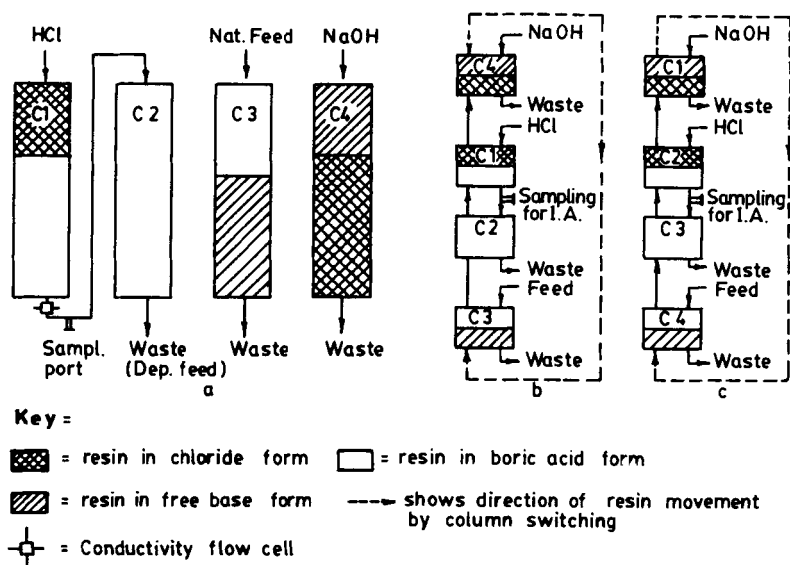 HCl
Nat. Feed
NaOH
C1
C2
C3
C4
Sampl. port
Waste (Dep. feed)
Waste
Waste
a
NaOH
C4
Waste
HCl
C1
Sampling for I.A.
C2
Waste
Feed
C3
Waste
b
NaOH
C1
Waste
HCl
C2
Sampling for I.A.
C3
Waste
Feed
C4
Waste
c
Key =
= resin in chloride form
= resin in boric acid form
= resin in free base form
shows direction of resin movement
by column switching
= Conductivity flow cell